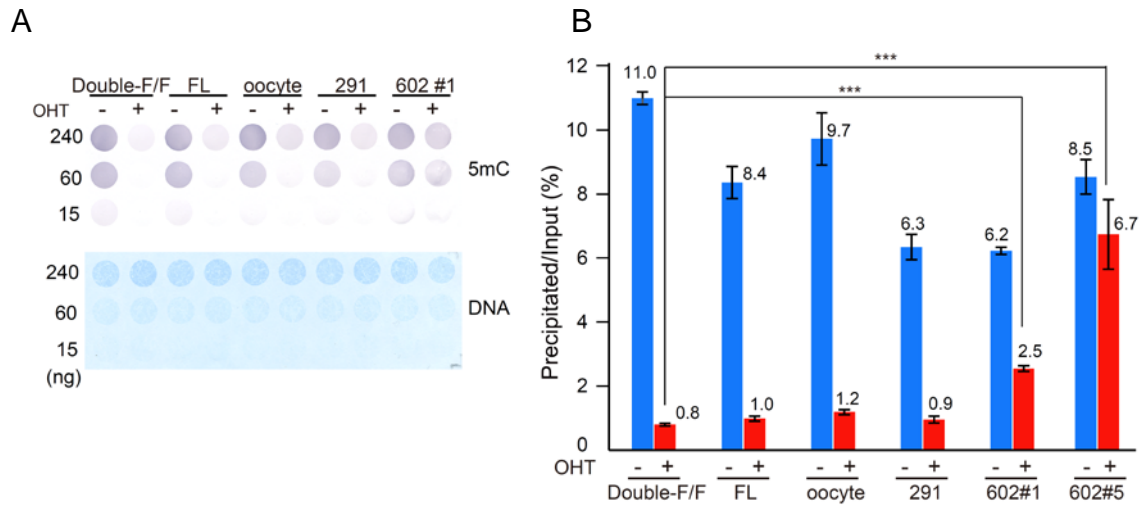 A
Double-F/F FL oocyte 291 602 #1
OHT - + - + - + - + - +
240
60
15
5mC
240
60
15
(ng)
DNA
B
Precipitated/Input (%)
12
10
8
6
4
2
0
***
***
11.0
0.8
8.4
1.0
9.7
1.2
6.3
0.9
6.2
2.5
8.5
6.7
OHT - + - + - + - + - + - +
Double-F/F FL oocyte 291 602#1 602#5